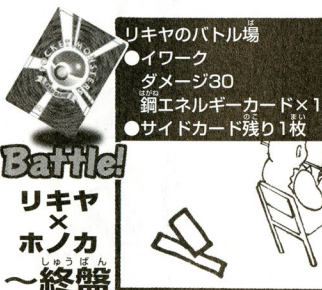 POCKET MONSTERS
リキヤのバトル場
●イワーク
ダメージ30
鋼エネルギーカード×1
●サイドカード残り1枚
Battle!
リキヤ
×
ホノカ
～終盤